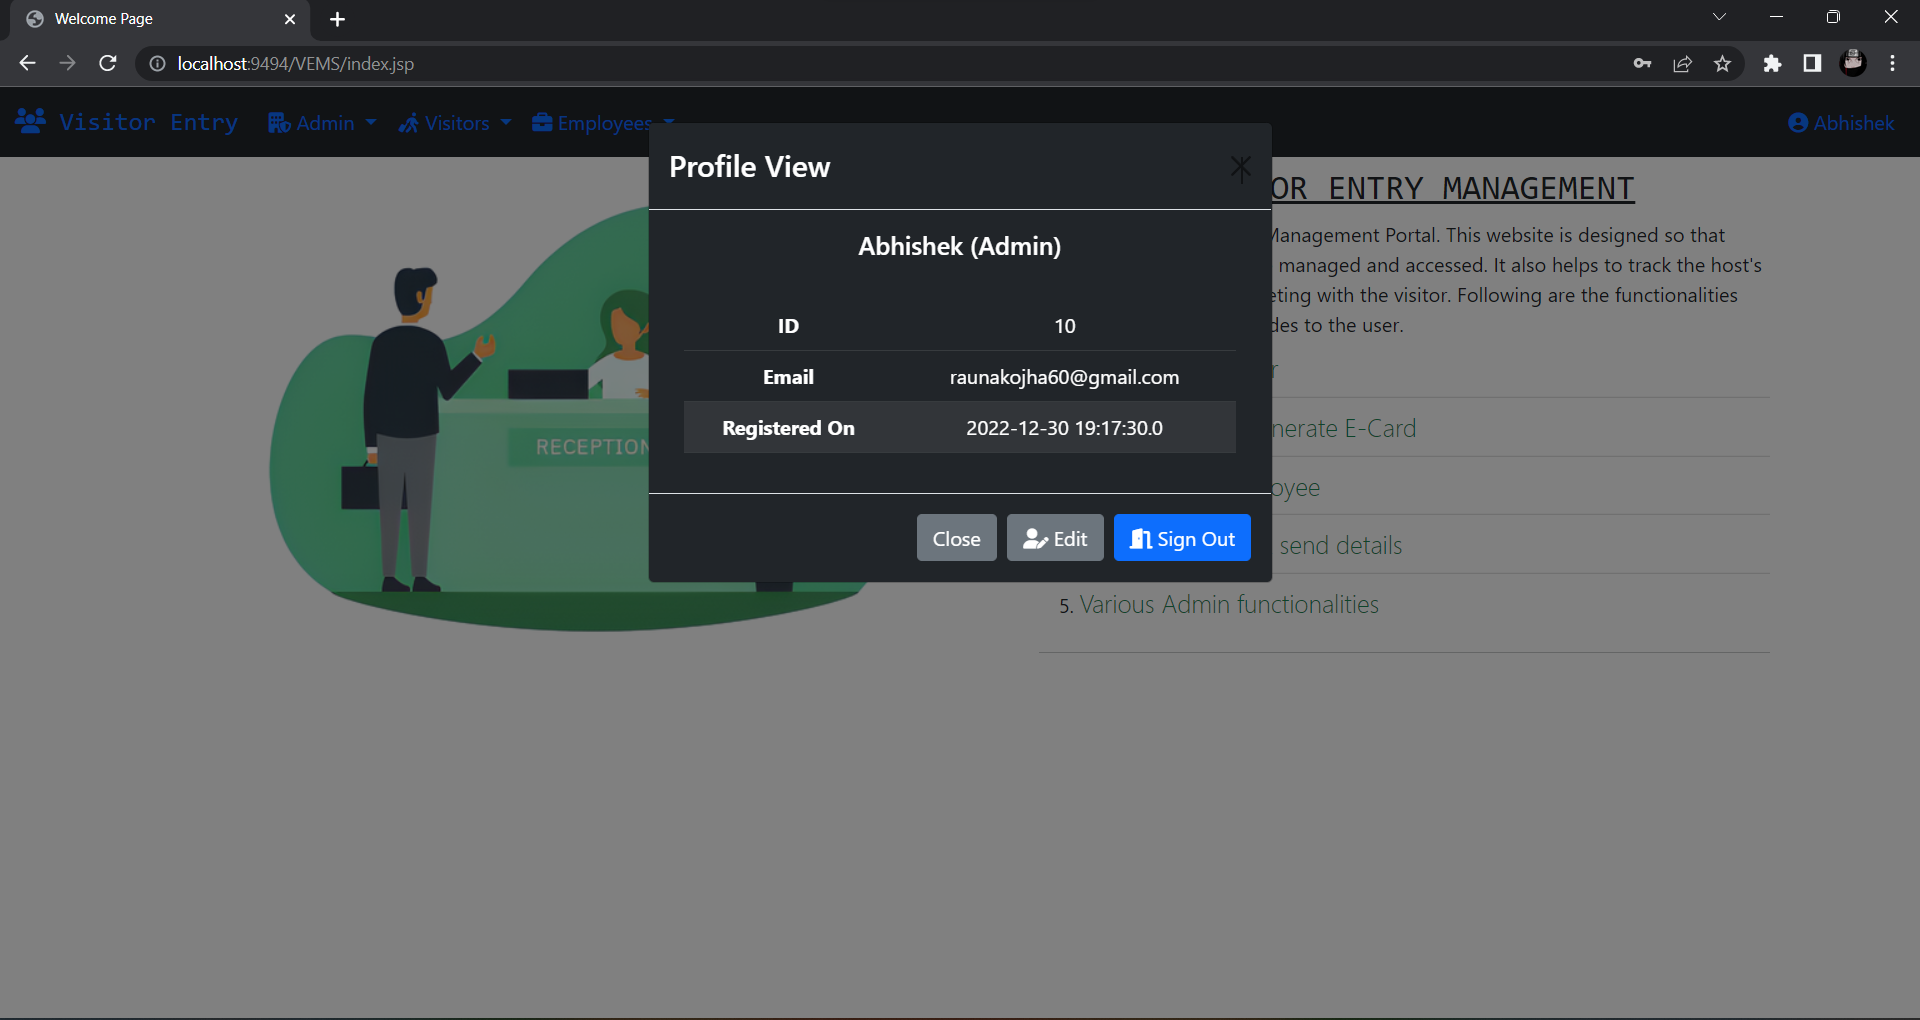 Welcome Page
localhost:9494/VEMS/index.jsp
Visitor Entry Admin Visitors Employees Abhishek
Profile View
OR ENTRY MANAGEMENT
Management Portal. This website is designed so that
managed and accessed. It also helps to track the host's
eting with the visitor. Following are the functionalities
des to the user.
r
nerate E-Card
oyee
send details
5. Various Admin functionalities
RECEPTION
Abhishek (Admin)
ID 10
Email raunakojha60@gmail.com
Registered On 2022-12-30 19:17:30.0
Close Edit Sign Out